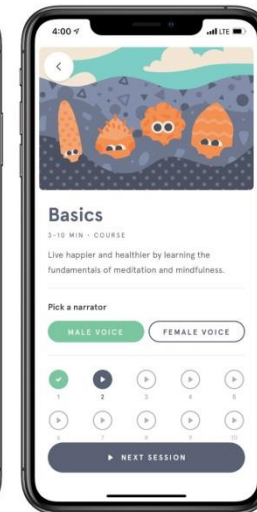 4:00
LTE
Basics
3-10 MIN · COURSE
Live happier and healthier by learning the
fundamentals of meditation and mindfulness.
Pick a narrator
MALE VOICE
FEMALE VOICE
1 2 3 4 5
6 7 8 9 10
NEXT SESSION